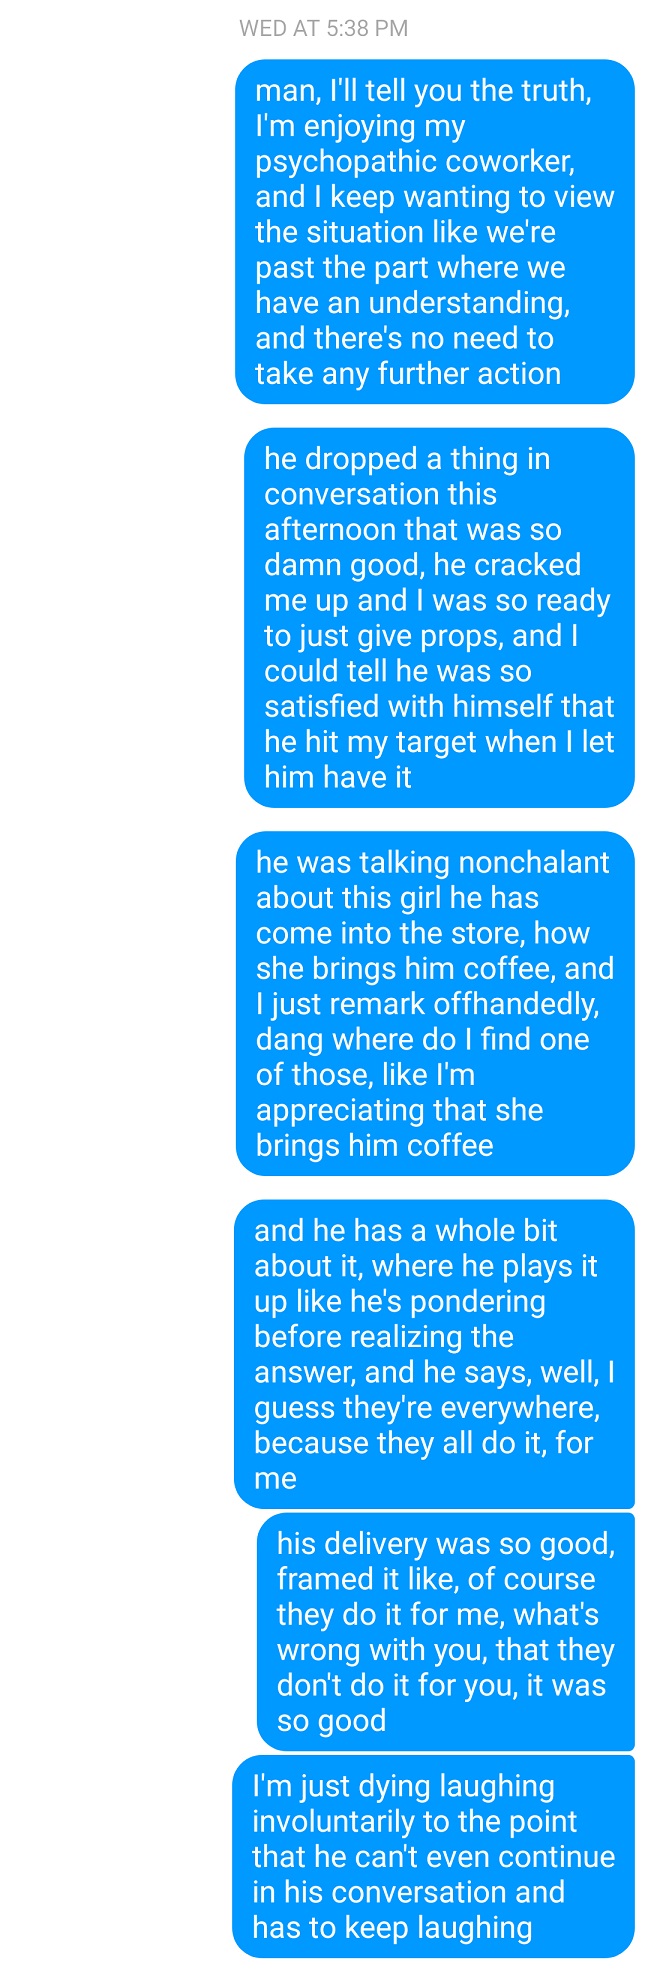 WED AT 5:38 PM
man, I'll tell you the truth,
I'm enjoying my
psychopathic coworker,
and I keep wanting to view
the situation like we're
past the part where we
have an understanding,
and there's no need to
take any further action
he dropped a thing in
conversation this
afternoon that was so
damn good, he cracked
me up and I was so ready
to just give props, and I
could tell he was so
satisfied with himself that
he hit my target when I let
him have it
he was talking nonchalant
about this girl he has
come into the store, how
she brings him coffee, and
I just remark offhandedly,
dang where do I find one
of those, like I'm
appreciating that she
brings him coffee
and he has a whole bit
about it, where he plays it
up like he's pondering
before realizing the
answer, and he says, well, I
guess they're everywhere,
because they all do it, for
me
his delivery was so good,
framed it like, of course
they do it for me, what's
wrong with you, that they
don't do it for you, it was
so good
I'm just dying laughing
involuntarily to the point
that he can't even continue
in his conversation and
has to keep laughing